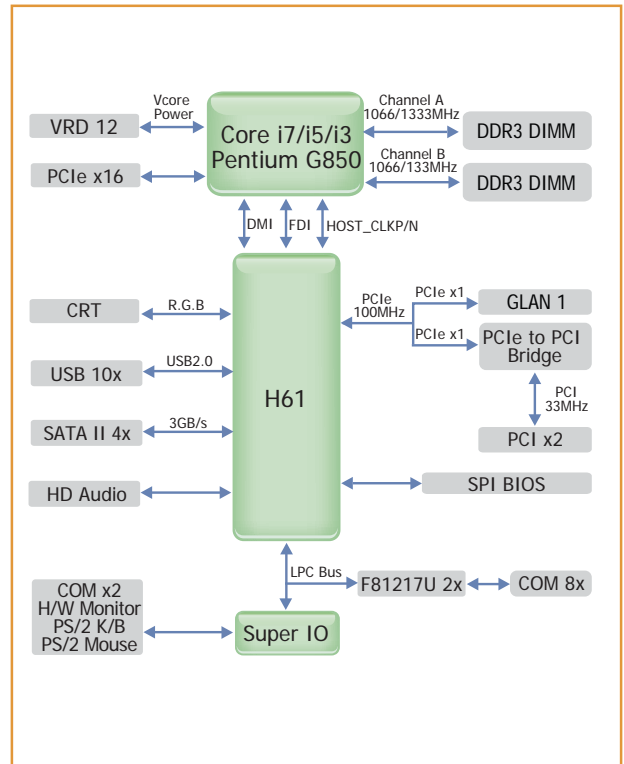 Vcore
Power
VRD 12
PCIe x16
Core i7/i5/i3
Pentium G850
Channel A
1066/1333MHz
DDR3 DIMM
Channel B
1066/133MHz
DDR3 DIMM
DMI
FDI
HOST_CLKP/N
CRT
R.G.B
USB 10x
USB2.0
SATA II 4x
3GB/s
HD Audio
H61
PCIe
100MHz
PCIe x1
GLAN 1
PCIe x1
PCIe to PCI
Bridge
PCI
33MHz
PCI x2
SPI BIOS
LPC Bus
F81217U 2x
COM 8x
COM x2
H/W Monitor
PS/2 K/B
PS/2 Mouse
Super IO